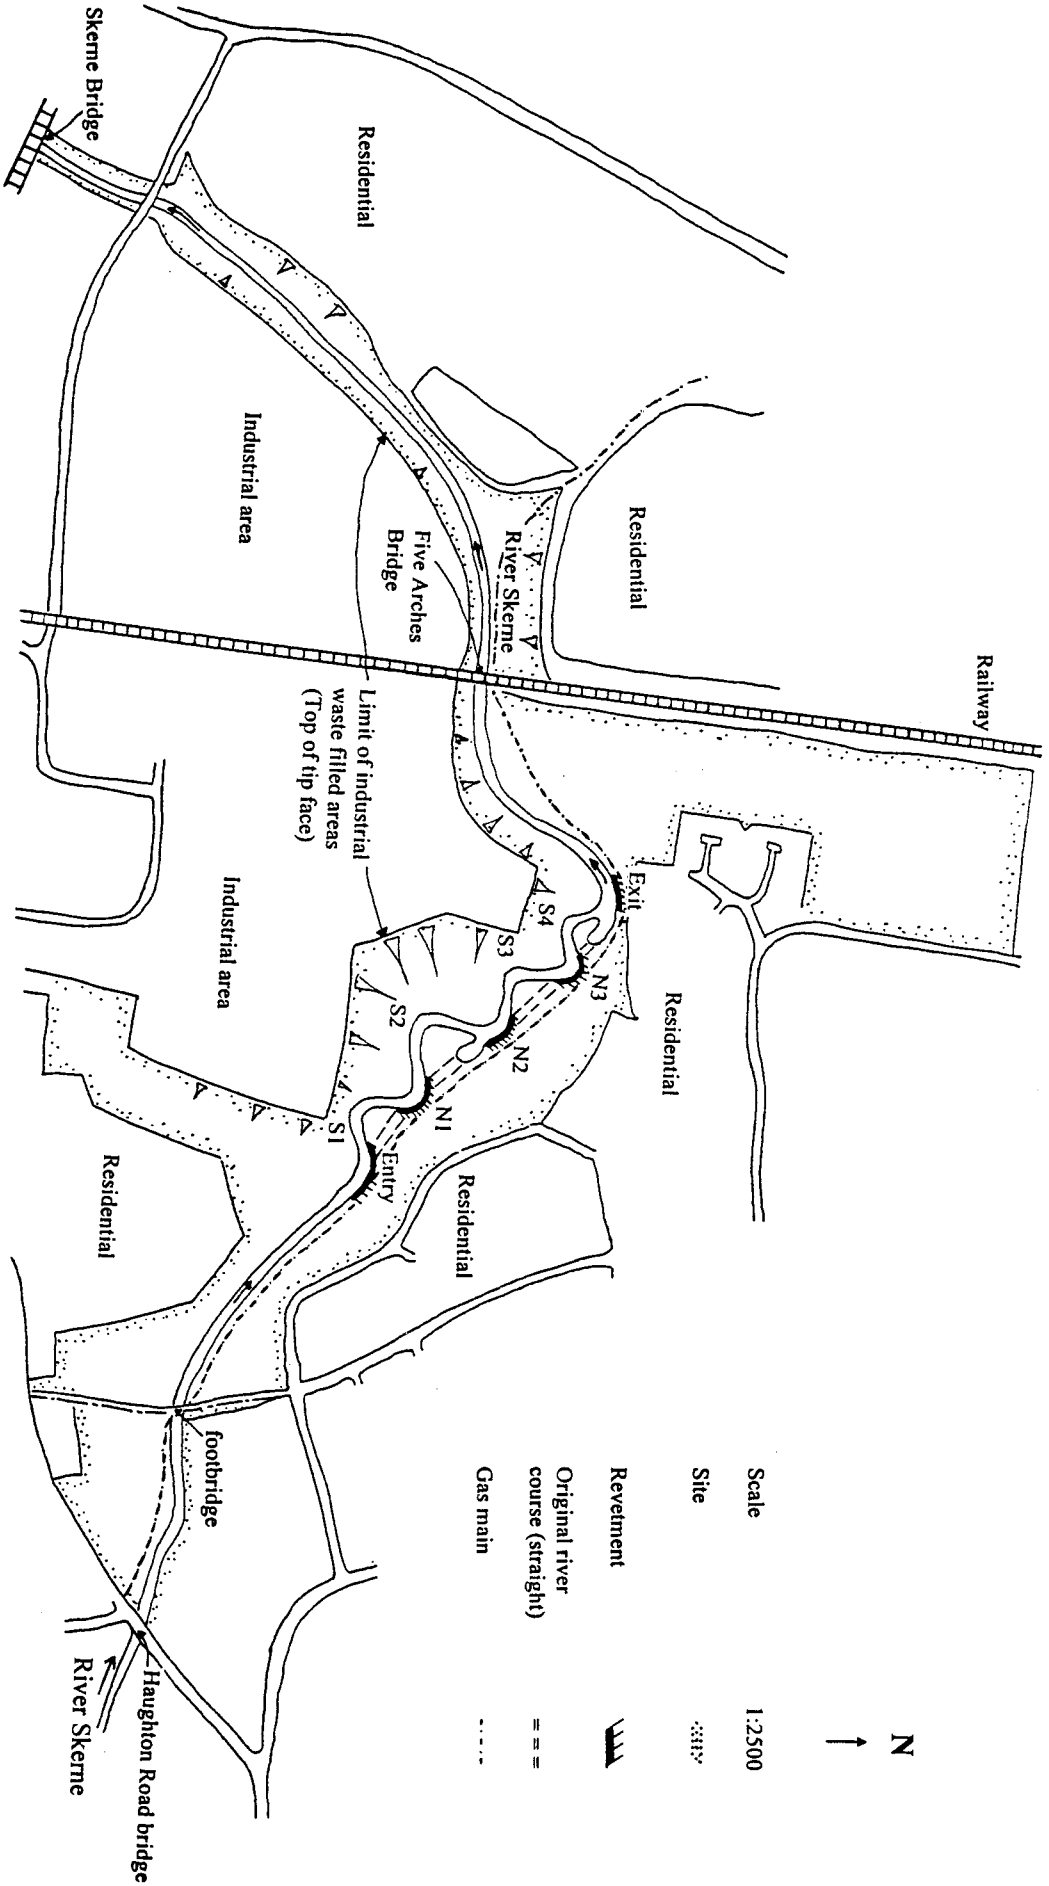 Skerne Bridge
Residential
Industrial area
Five Arches
Bridge
River Skerne
Residential
Railway
Limit of industrial
waste filled areas
(Top of tip face)
Industrial area
Exit
S4
S3
S2
S1
N3
N2
N1
Entry
Residential
Residential
Residential
footbridge
Haughton Road bridge
River Skerne
N
Scale
1:2500
Site
Revetment
Original river
course (straight)
Gas main